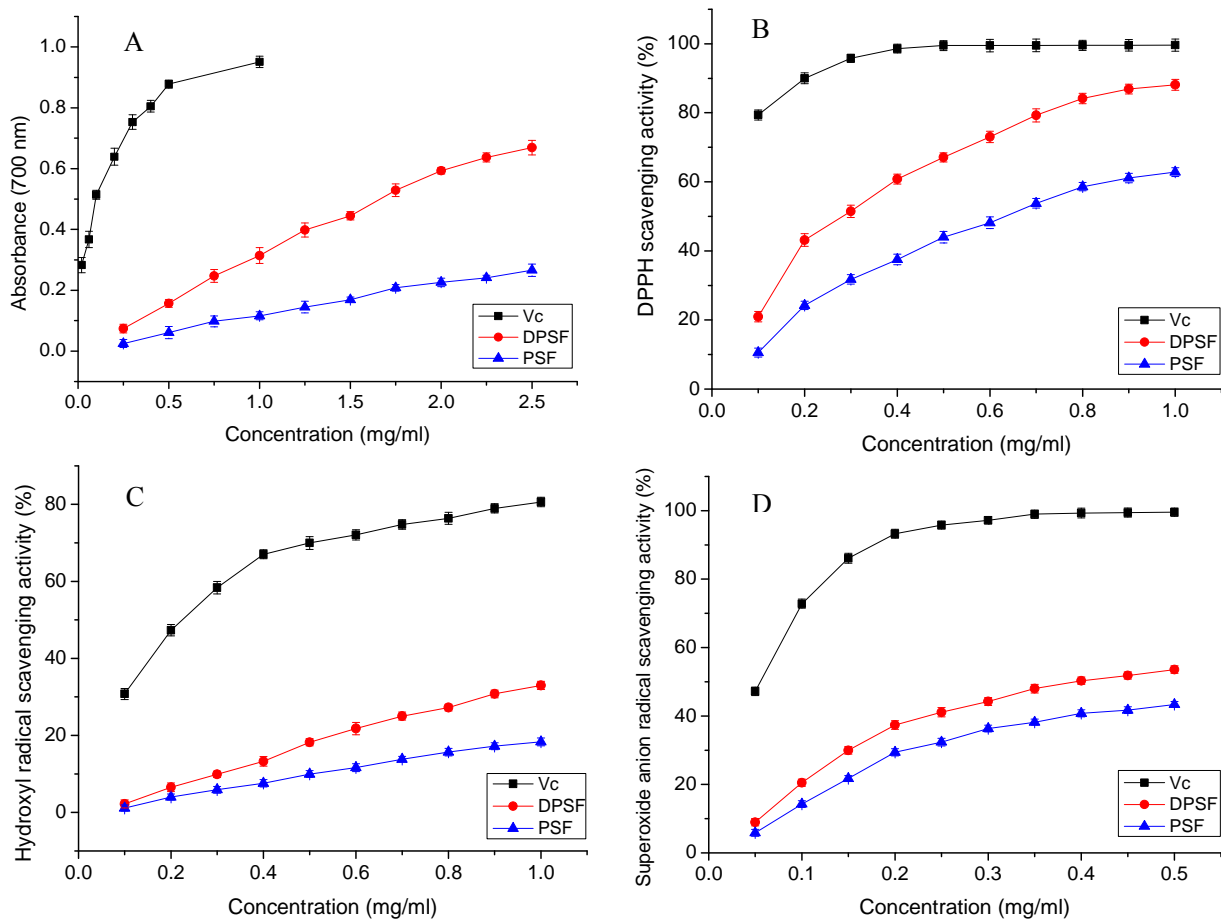 A
1.0
0.8
0.6
0.4
0.2
0.0
Absorbance (700 nm)
Vc
DPSF
PSF
0.0 0.5 1.0 1.5 2.0 2.5
Concentration (mg/ml)
B
100
80
60
40
20
0
DPPH scavenging activity (%)
Vc
DPSF
PSF
0.0 0.2 0.4 0.6 0.8 1.0
Concentration (mg/ml)
C
80
60
40
20
0
Hydroxyl radical scavenging activity (%)
Vc
DPSF
PSF
0.0 0.2 0.4 0.6 0.8 1.0
Concentration (mg/ml)
D
100
80
60
40
20
0
Superoxide anion radical scavenging activity (%)
Vc
DPSF
PSF
0.0 0.1 0.2 0.3 0.4 0.5
Concentration (mg/ml)